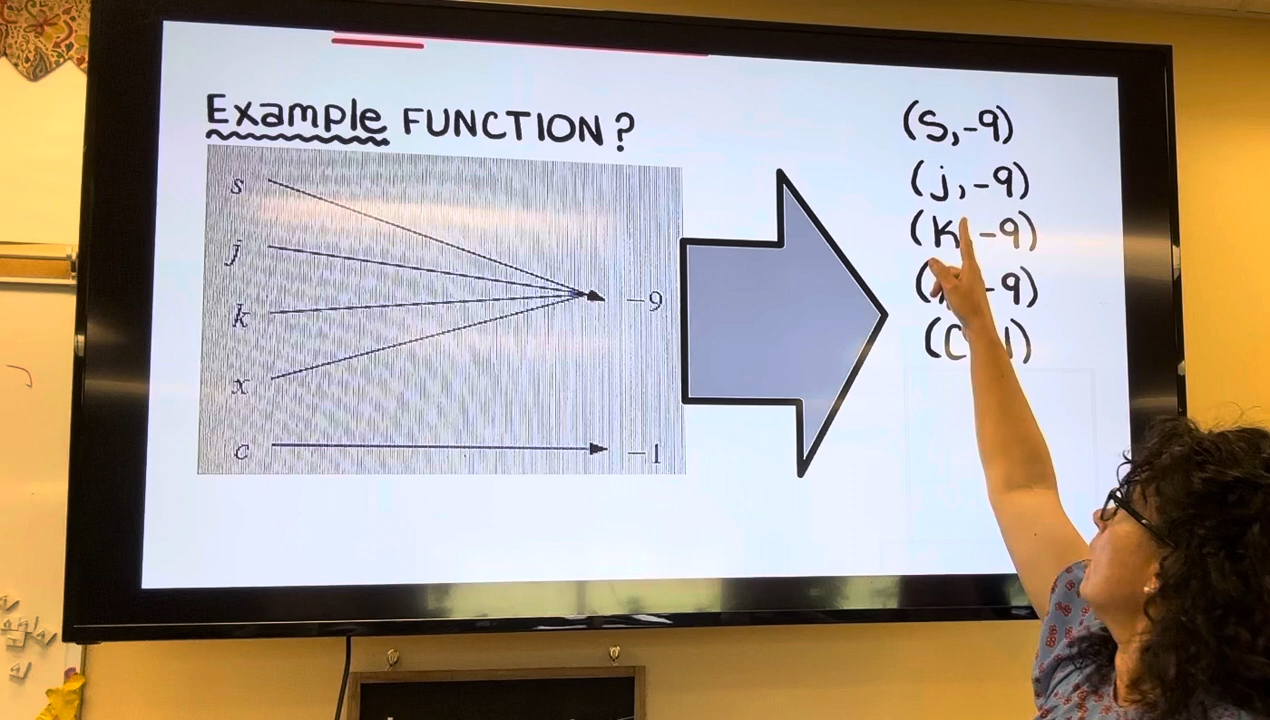 Example FUNCTION?
s
j
k
x
c
-9
-1
(S,-9)
(j,-9)
(K,-9)
-9)